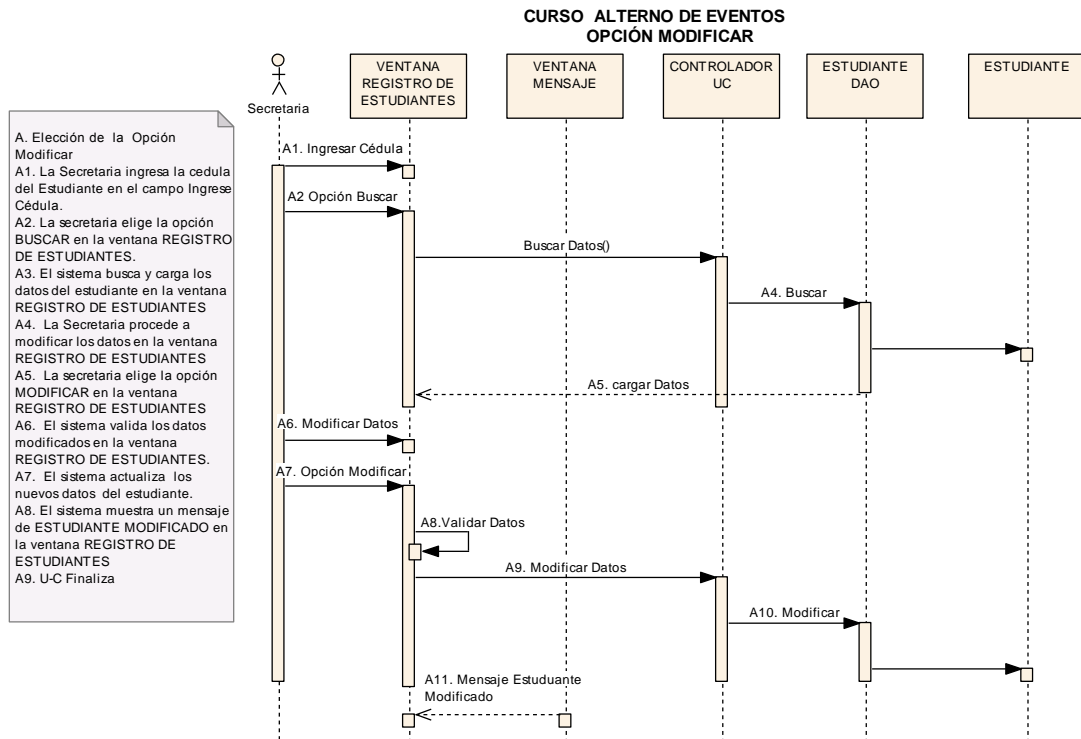 CURSO ALTERNO DE EVENTOS
OPCIÓN MODIFICAR
Secretaria
VENTANA
REGISTRO DE
ESTUDIANTES
VENTANA
MENSAJE
CONTROLADOR
UC
ESTUDIANTE
DAO
ESTUDIANTE
A. Elección de la Opción
Modificar
A1. La Secretaria ingresa la cedula
del Estudiante en el campo Ingrese
Cédula.
A2. La secretaria elige la opción
BUSCAR en la ventana REGISTRO
DE ESTUDIANTES.
A3. El sistema busca y carga los
datos del estudiante en la ventana
REGISTRO DE ESTUDIANTES
A4. La Secretaria procede a
modificar los datos en la ventana
REGISTRO DE ESTUDIANTES
A5. La secretaria elige la opción
MODIFICAR en la ventana
REGISTRO DE ESTUDIANTES
A6. El sistema valida los datos
modificados en la ventana
REGISTRO DE ESTUDIANTES.
A7. El sistema actualiza los
nuevos datos del estudiante.
A8. El sistema muestra un mensaje
de ESTUDIANTE MODIFICADO en
la ventana REGISTRO DE
ESTUDIANTES
A9. U-C Finaliza
A1. Ingresar Cédula
A2 Opción Buscar
Buscar Datos()
A4. Buscar
A5. cargar Datos
A6. Modificar Datos
A7. Opción Modificar
A8.Validar Datos
A9. Modificar Datos
A10. Modificar
A11. Mensaje Estuduante
Modificado